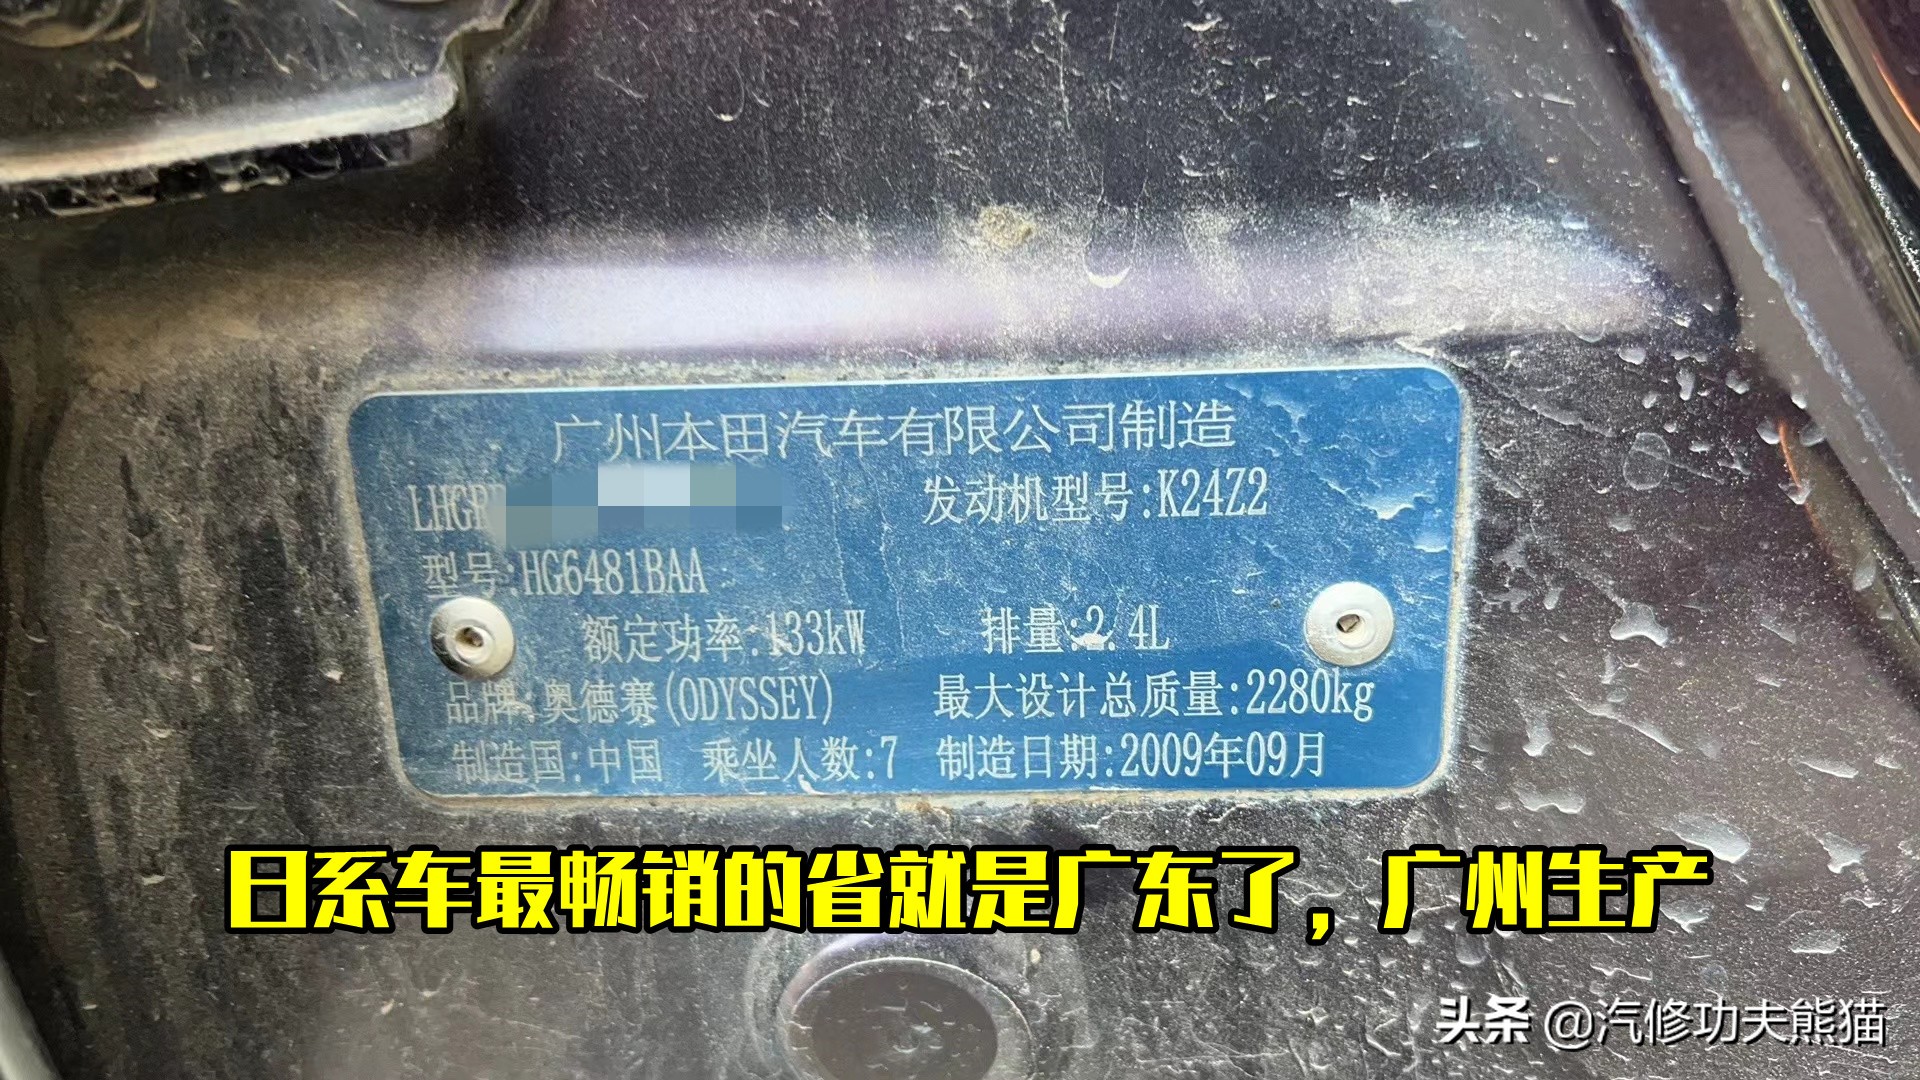 广州本田汽车有限公司制造
LHGR 发动机型号:K24Z2
型号:HG6481BAA
额定功率:133kW 排量:2.4L
品牌:奥德赛(ODYSSEY) 最大设计总质量:2280kg
制造国:中国 乘坐人数:7 制造日期:2009年09月
日系车最畅销的省就是广东了，广州生产
头条 @汽修功夫熊猫